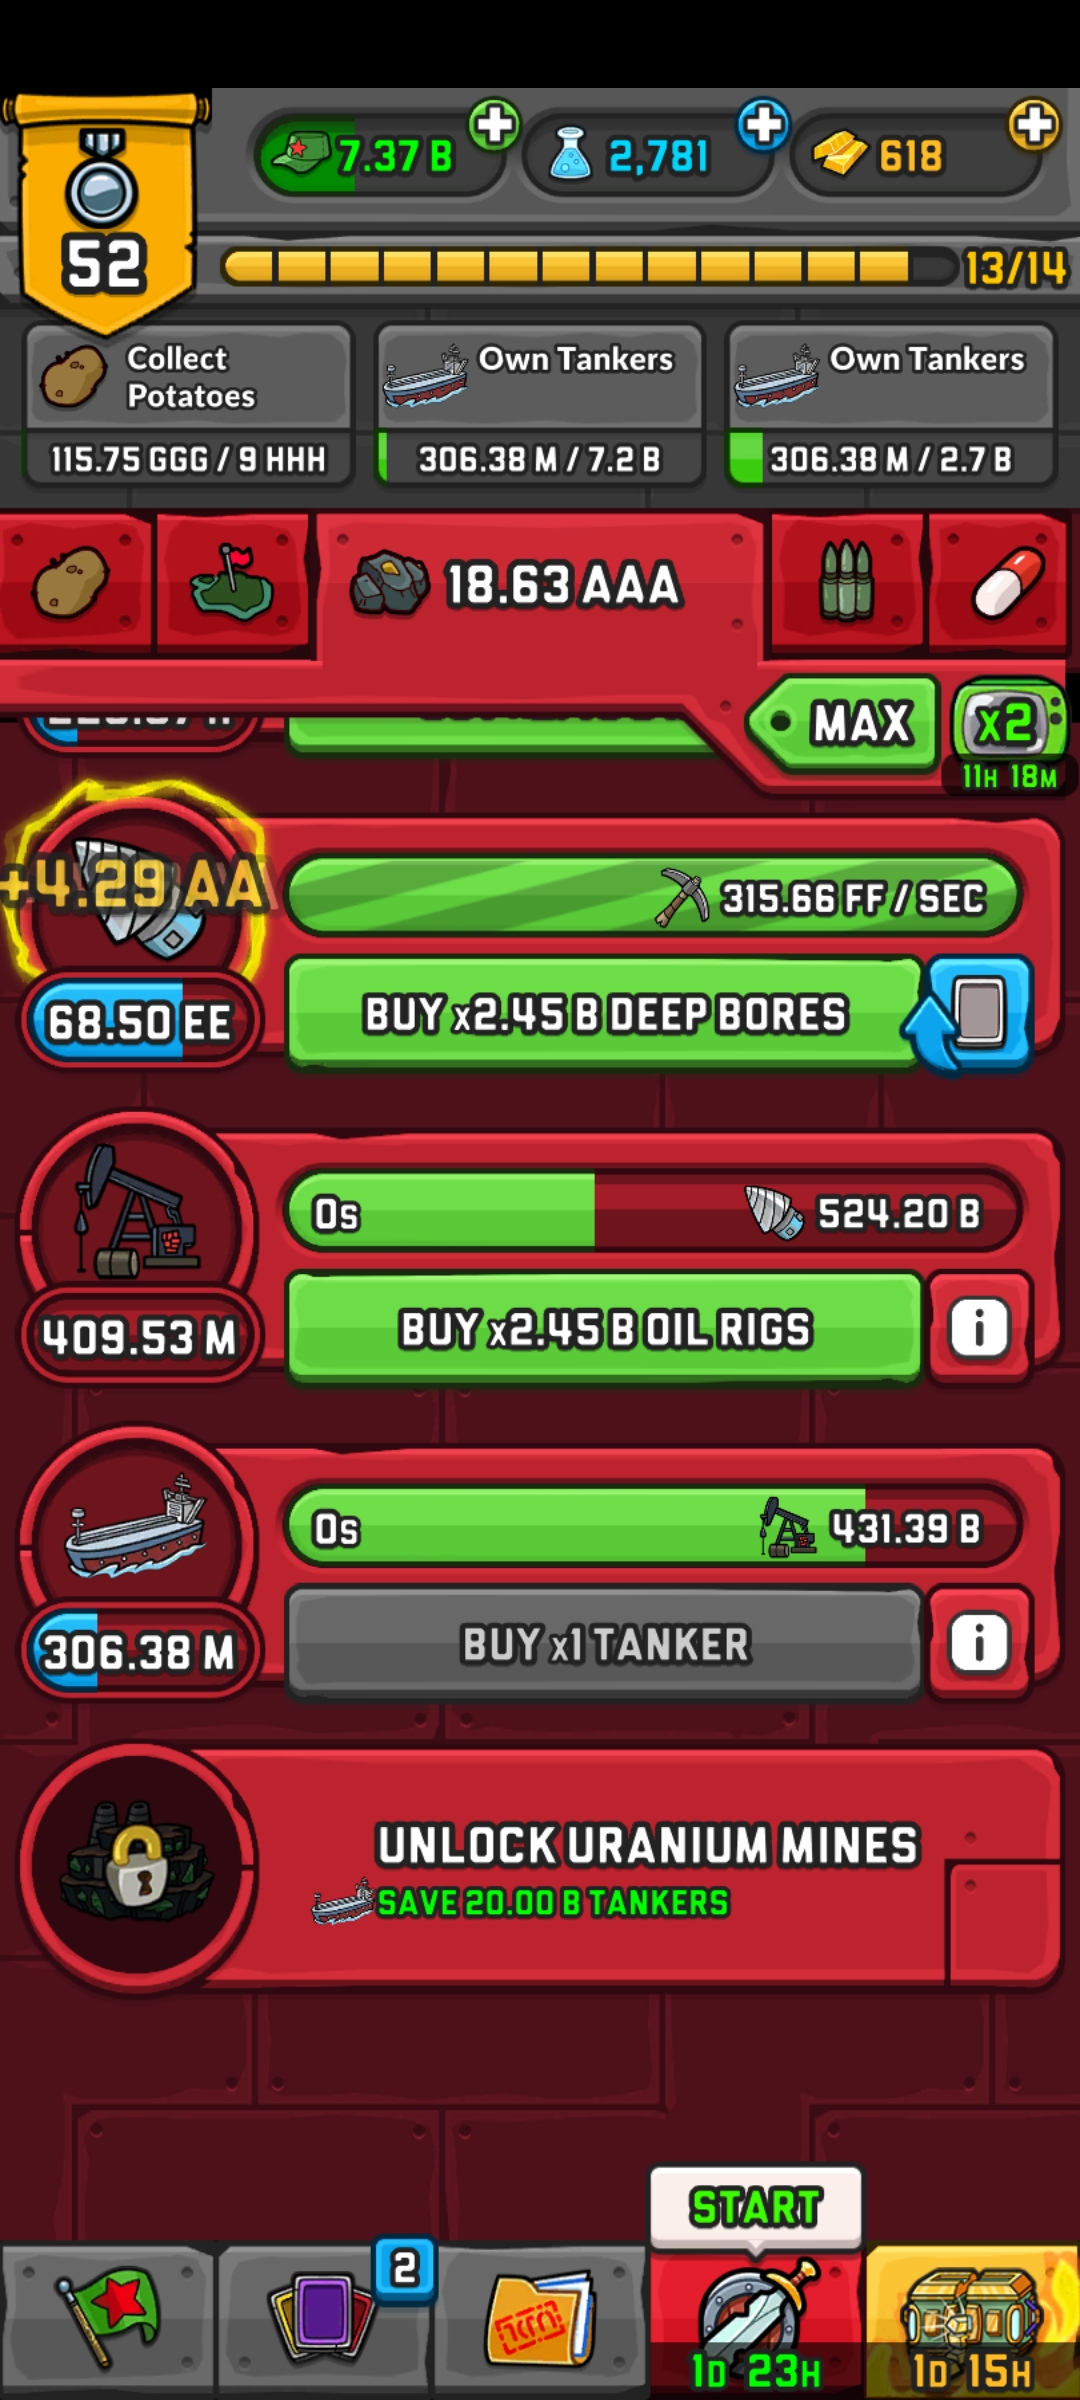 7.37 B
2,781
618
52
13/14
Collect
Potatoes
115.75 GGG / 9 HHH
Own Tankers
306.38 M / 7.2 B
Own Tankers
306.38 M / 2.7 B
18.63 AAA
MAX
X2
11H 18M
+4.29 AA
315.66 FF / SEC
68.50 EE
BUY x2.45 B DEEP BORES
0s
524.20 B
409.53 M
BUY x2.45 B OIL RIGS
i
0s
431.39 B
306.38 M
BUY x1 TANKER
i
UNLOCK URANIUM MINES
SAVE 20.00 B TANKERS
START
2
1D 23H
1D 15H